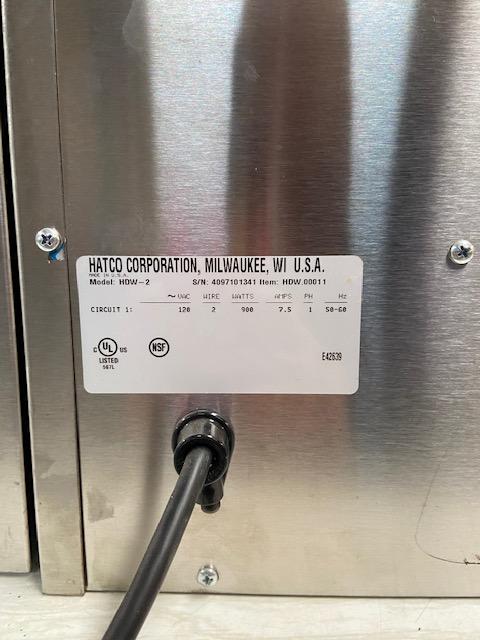 HATCO CORPORATION, MILWAUKEE, WI U.S.A.
MADE IN U.S.A.
Model: HDW-2 S/N: 4097101341 Item: HDW.00011
~ VAC WIRE WATTS AMPS PH Hz
CIRCUIT 1: 120 2 900 7.5 1 50-60
C UL US
LISTED
567L
NSF
E42639